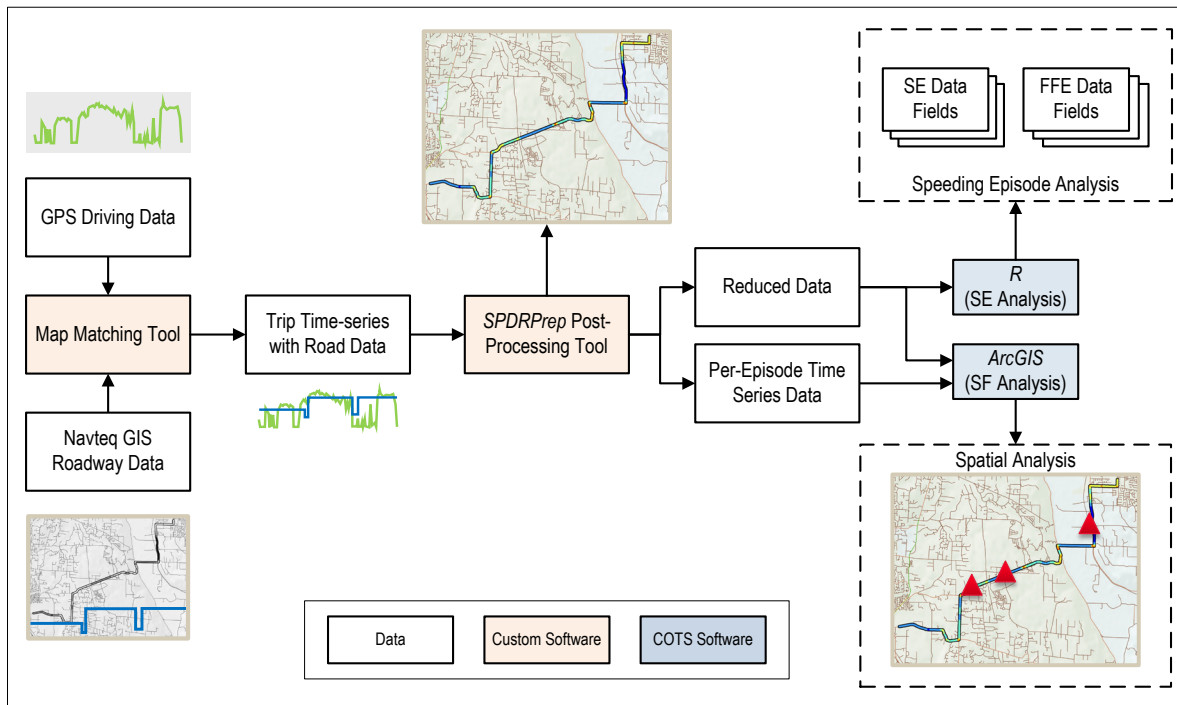 GPS Driving Data
Map Matching Tool
Navteq GIS
Roadway Data
Trip Time-series
with Road Data
SPDRPrep Post-
Processing Tool
Reduced Data
Per-Episode Time
Series Data
R
(SE Analysis)
ArcGIS
(SF Analysis)
SE Data
Fields
FFE Data
Fields
Speeding Episode Analysis
Spatial Analysis
Data
Custom Software
COTS Software